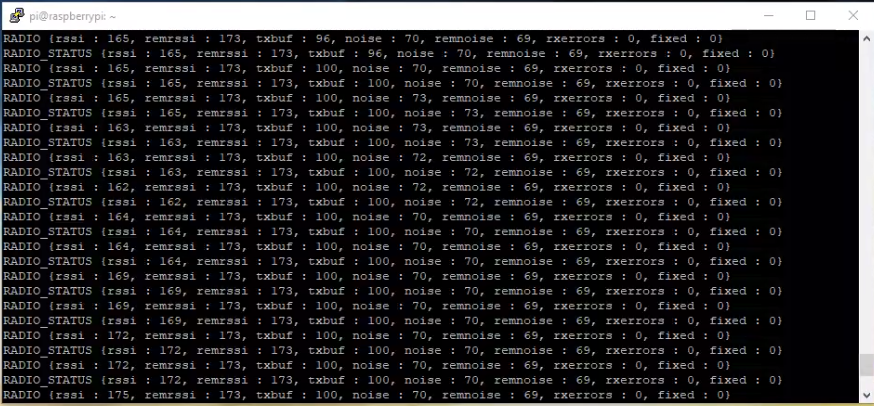 pi@raspberrypi: ~
RADIO {rssi : 165, remrssi : 173, txbuf : 96, noise : 70, remnoise : 69, rxerrors : 0, fixed : 0}
RADIO_STATUS {rssi : 165, remrssi : 173, txbuf : 96, noise : 70, remnoise : 69, rxerrors : 0, fixed : 0}
RADIO {rssi : 165, remrssi : 173, txbuf : 100, noise : 70, remnoise : 69, rxerrors : 0, fixed : 0}
RADIO_STATUS {rssi : 165, remrssi : 173, txbuf : 100, noise : 70, remnoise : 69, rxerrors : 0, fixed : 0}
RADIO {rssi : 165, remrssi : 173, txbuf : 100, noise : 73, remnoise : 69, rxerrors : 0, fixed : 0}
RADIO_STATUS {rssi : 165, remrssi : 173, txbuf : 100, noise : 73, remnoise : 69, rxerrors : 0, fixed : 0}
RADIO {rssi : 163, remrssi : 173, txbuf : 100, noise : 73, remnoise : 69, rxerrors : 0, fixed : 0}
RADIO_STATUS {rssi : 163, remrssi : 173, txbuf : 100, noise : 73, remnoise : 69, rxerrors : 0, fixed : 0}
RADIO {rssi : 163, remrssi : 173, txbuf : 100, noise : 72, remnoise : 69, rxerrors : 0, fixed : 0}
RADIO_STATUS {rssi : 163, remrssi : 173, txbuf : 100, noise : 72, remnoise : 69, rxerrors : 0, fixed : 0}
RADIO {rssi : 162, remrssi : 173, txbuf : 100, noise : 72, remnoise : 69, rxerrors : 0, fixed : 0}
RADIO_STATUS {rssi : 162, remrssi : 173, txbuf : 100, noise : 72, remnoise : 69, rxerrors : 0, fixed : 0}
RADIO {rssi : 164, remrssi : 173, txbuf : 100, noise : 70, remnoise : 69, rxerrors : 0, fixed : 0}
RADIO_STATUS {rssi : 164, remrssi : 173, txbuf : 100, noise : 70, remnoise : 69, rxerrors : 0, fixed : 0}
RADIO {rssi : 164, remrssi : 173, txbuf : 100, noise : 70, remnoise : 69, rxerrors : 0, fixed : 0}
RADIO_STATUS {rssi : 164, remrssi : 173, txbuf : 100, noise : 70, remnoise : 69, rxerrors : 0, fixed : 0}
RADIO {rssi : 169, remrssi : 173, txbuf : 100, noise : 70, remnoise : 69, rxerrors : 0, fixed : 0}
RADIO_STATUS {rssi : 169, remrssi : 173, txbuf : 100, noise : 70, remnoise : 69, rxerrors : 0, fixed : 0}
RADIO {rssi : 169, remrssi : 173, txbuf : 100, noise : 70, remnoise : 69, rxerrors : 0, fixed : 0}
RADIO_STATUS {rssi : 169, remrssi : 173, txbuf : 100, noise : 70, remnoise : 69, rxerrors : 0, fixed : 0}
RADIO {rssi : 172, remrssi : 173, txbuf : 100, noise : 70, remnoise : 69, rxerrors : 0, fixed : 0}
RADIO_STATUS {rssi : 172, remrssi : 173, txbuf : 100, noise : 70, remnoise : 69, rxerrors : 0, fixed : 0}
RADIO {rssi : 172, remrssi : 173, txbuf : 100, noise : 70, remnoise : 69, rxerrors : 0, fixed : 0}
RADIO_STATUS {rssi : 172, remrssi : 173, txbuf : 100, noise : 70, remnoise : 69, rxerrors : 0, fixed : 0}
RADIO {rssi : 175, remrssi : 173, txbuf : 100, noise : 70, remnoise : 69, rxerrors : 0, fixed : 0}